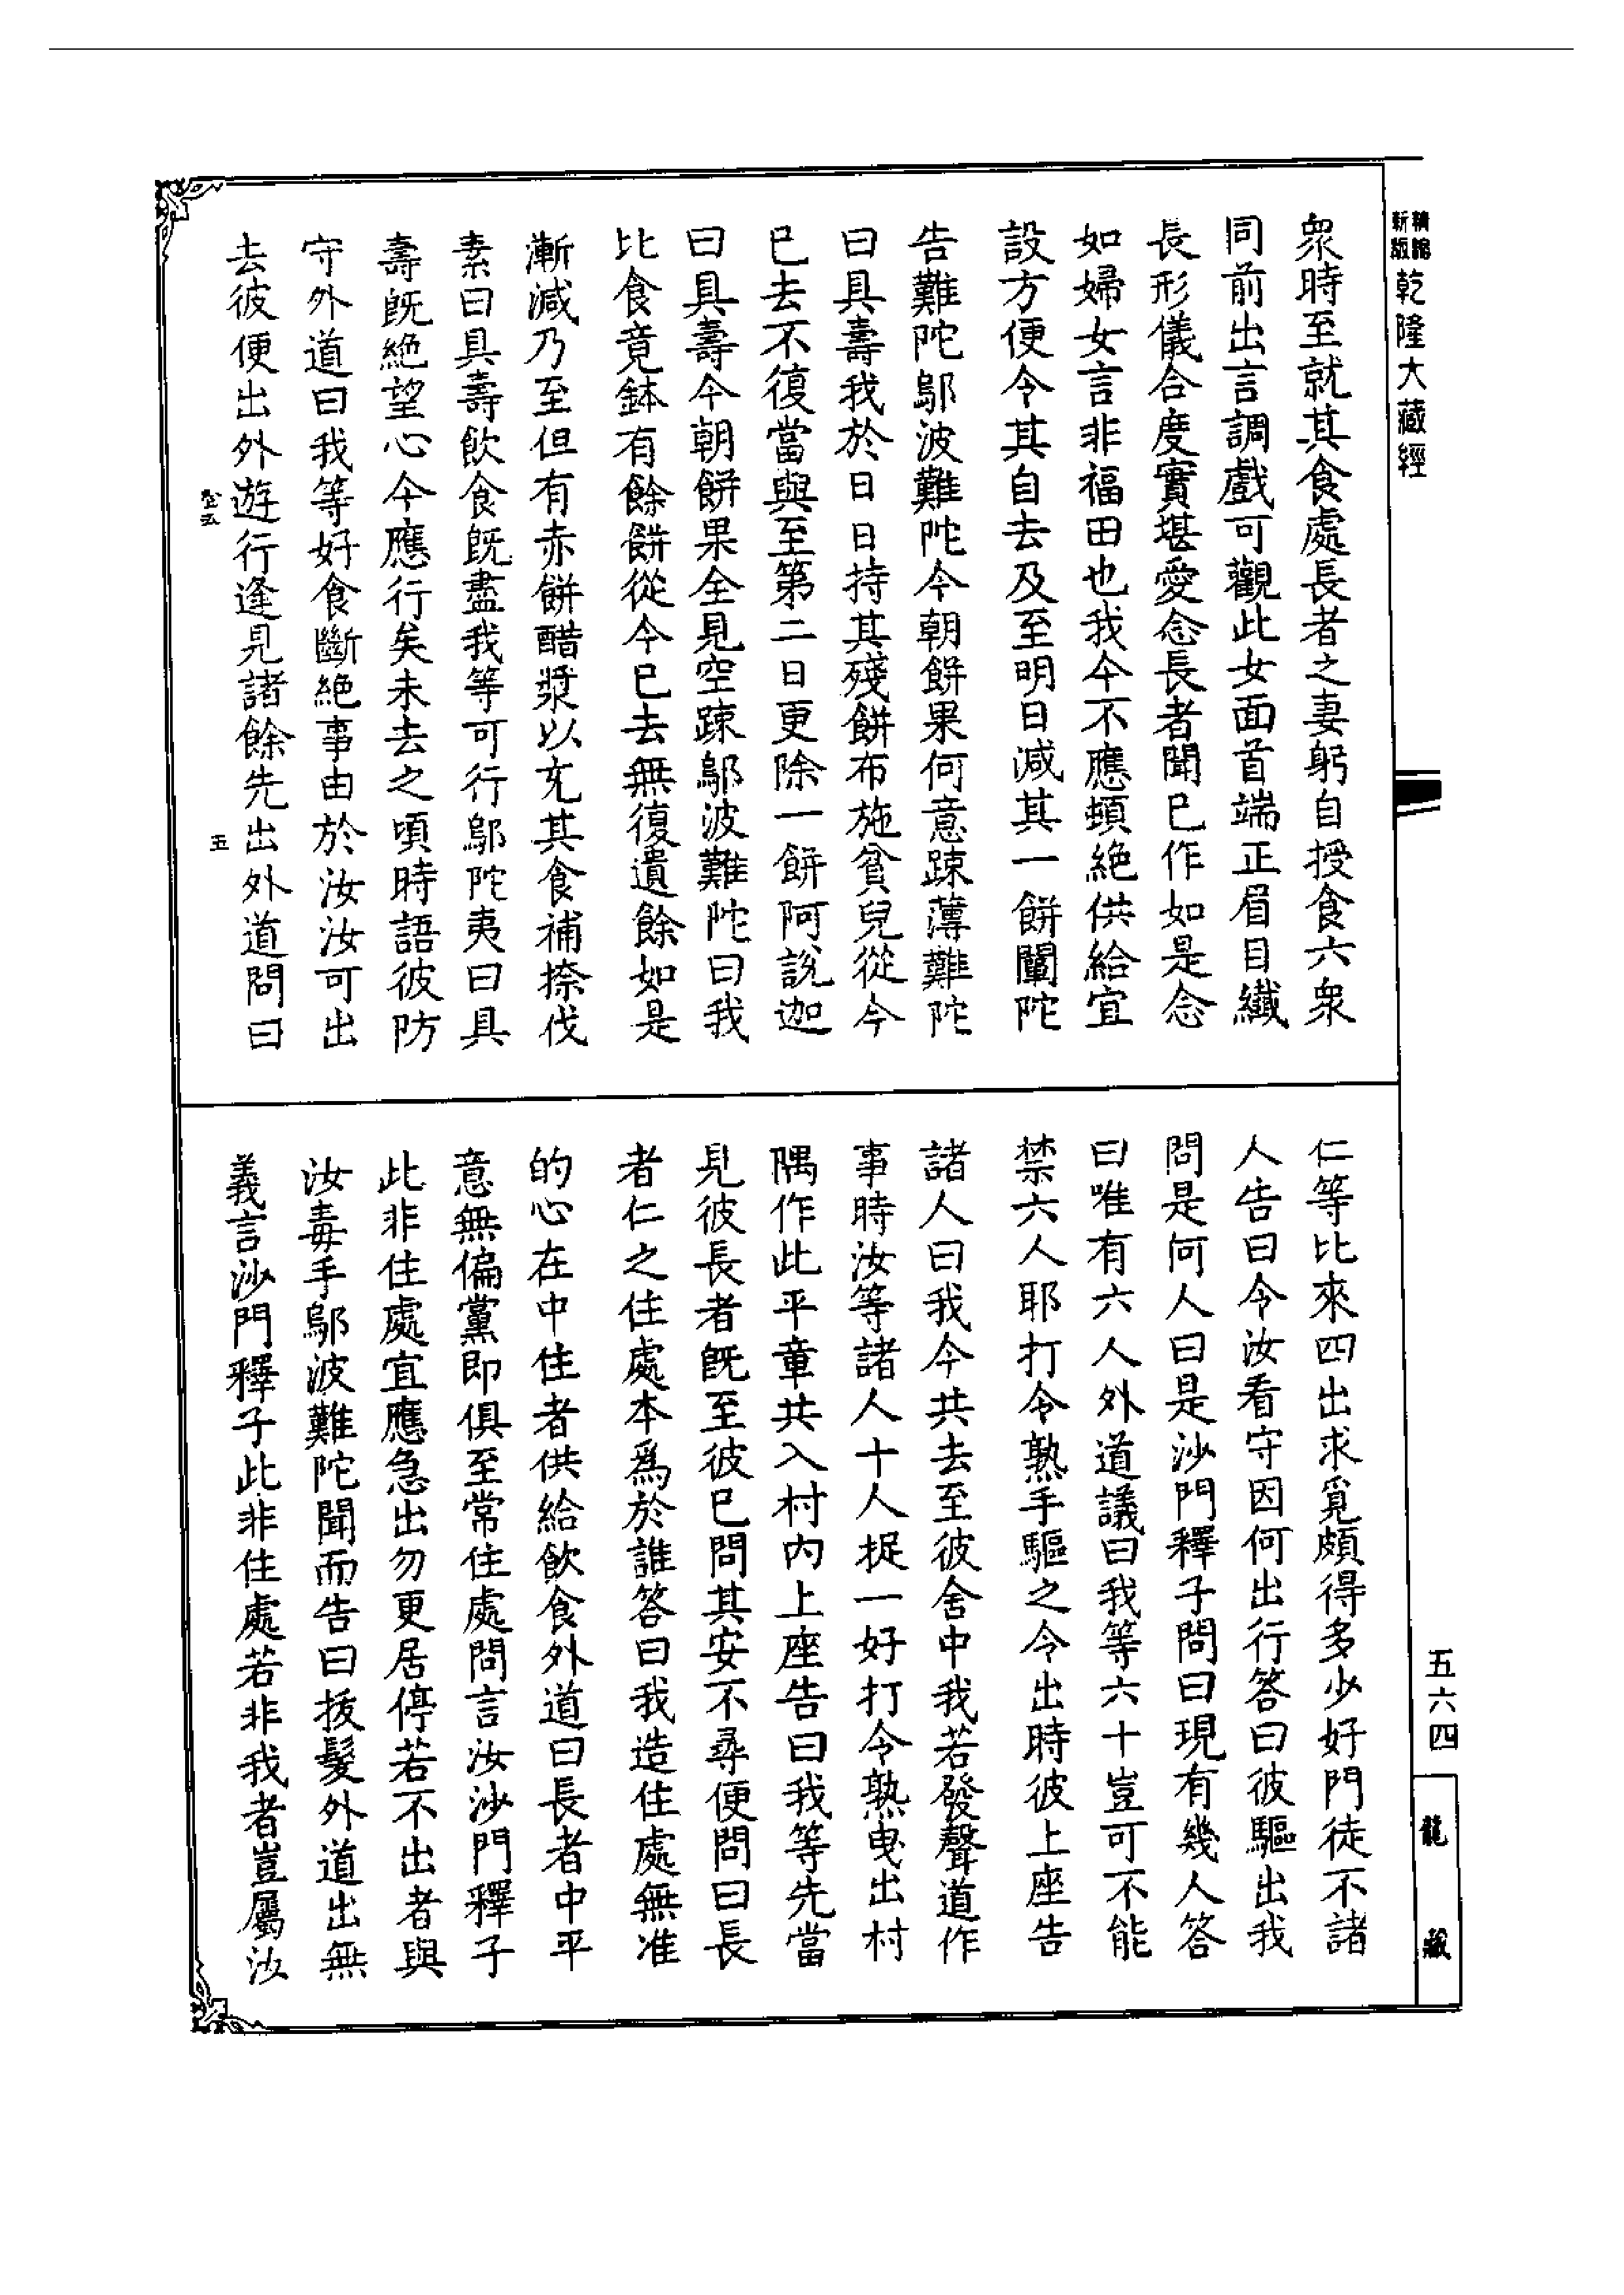 新版
精縮
乾隆大藏經
衆時至就其食處長者之妻躬自授食六衆
同前出言調戲可觀此女面首端正眉目纖
長形儀合度實堪愛念長者聞已作如是念
如婦女言非福田也我今不應頓絶供給宜
設方便令其自去及至明日減其一餅闡陀
告難陀鄔波難陀今朝餅果何意踈薄難陀
曰具壽我於日日持其殘餅布施貧兒從今
已去不復當與至第二日更除一餅阿說迦
曰具壽今朝餅果全見空踈鄔波難陀曰我
比食竟鉢有餘餅從今已去無復遺餘如是
漸減乃至但有赤餅醋漿以充其食補捺伐
素曰具壽飲食旣盡我等可行鄔陀夷曰具
壽旣絶望心今應行矣未去之頃時語彼防
守外道曰我等好食斷絶事由於汝汝可出
去彼便出外遊行逢見諸餘先出外道問曰
五
仁等比來四出求覓頗得多少好門徒不諸
人告曰令汝看守因何出行答曰彼驅出我
問是何人曰是沙門釋子問曰現有幾人答
曰唯有六人外道議曰我等六十豈可不能
禁六人耶打令熟手驅之令出時彼上座告
諸人曰我今共去至彼舍中我若發聲道作
事時汝等諸人十人捉一好打令熟曳出村
隅作此平章共入村内上座告曰我等先當
見彼長者旣至彼已問其安不尋便問曰長
者仁之住處本爲於誰答曰我造住處無准
的心在中住者供給飲食外道曰長者中平
意無偏黨即俱至常住處問言汝沙門釋子
此非住處宜應急出勿更居停若不出者與
汝毒手鄔波難陀聞而告曰拔髮外道出無
義言沙門釋子此非住處若非我者豈屬汝
五六四
龍藏